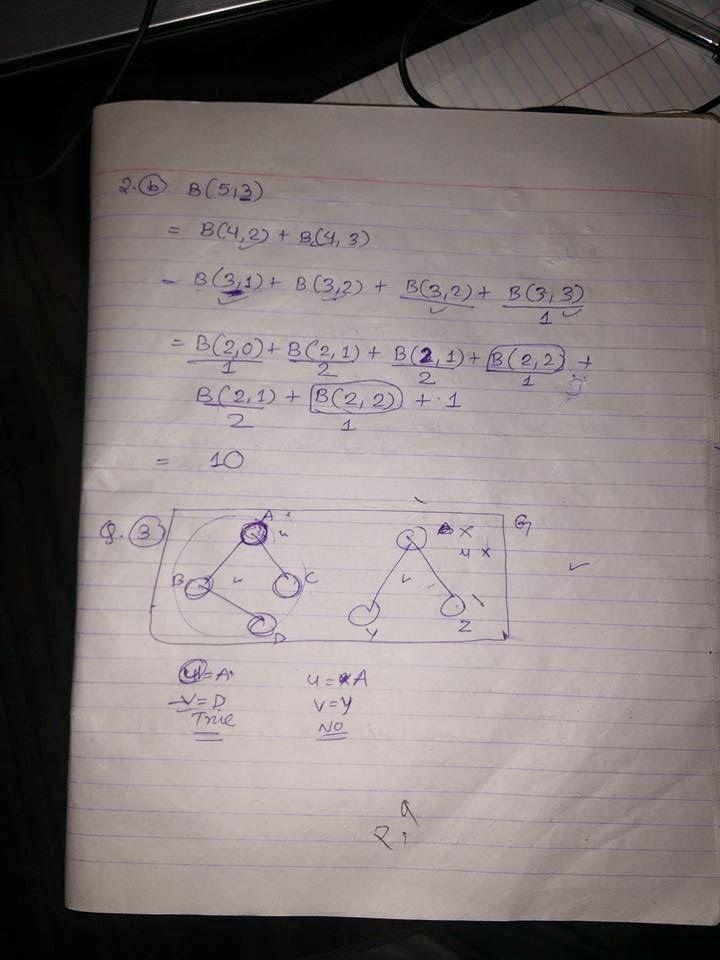 2. b B(5,3)
= B(4,2) + B(4,3)
= B(3,1) + B(3,2) + B(3,2) + B(3,3)
1
= B(2,0) + B(2,1) + B(2,1) + B(2,2) +
1 2 2 1
B(2,1) + B(2,2) + 1
2 1
= 10
Q. 3
A X G
u u X
B u C
D Y Z
u = A u = A
v = D v = Y
True NO